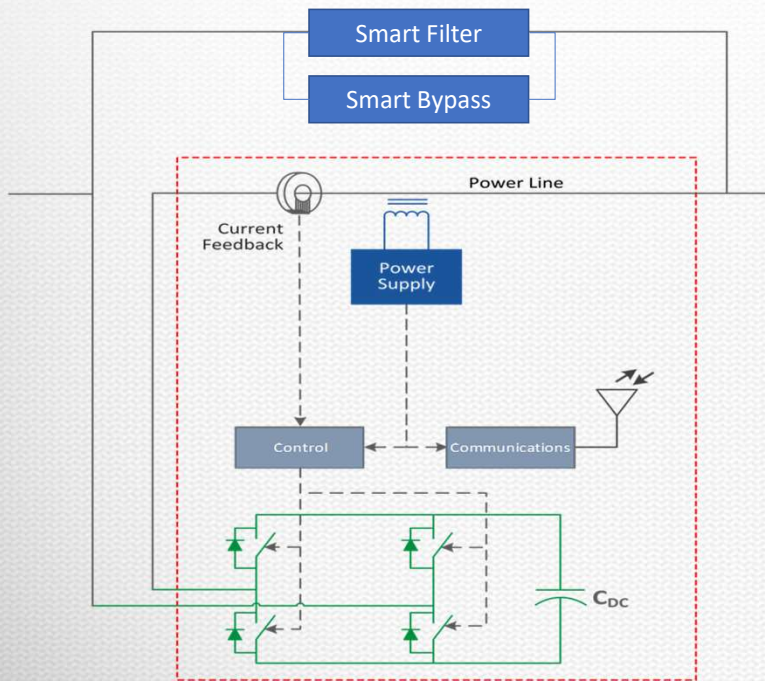 Smart Filter
Smart Bypass
Power Line
Current
Feedback
Power
Supply
Control
Communications
CDC